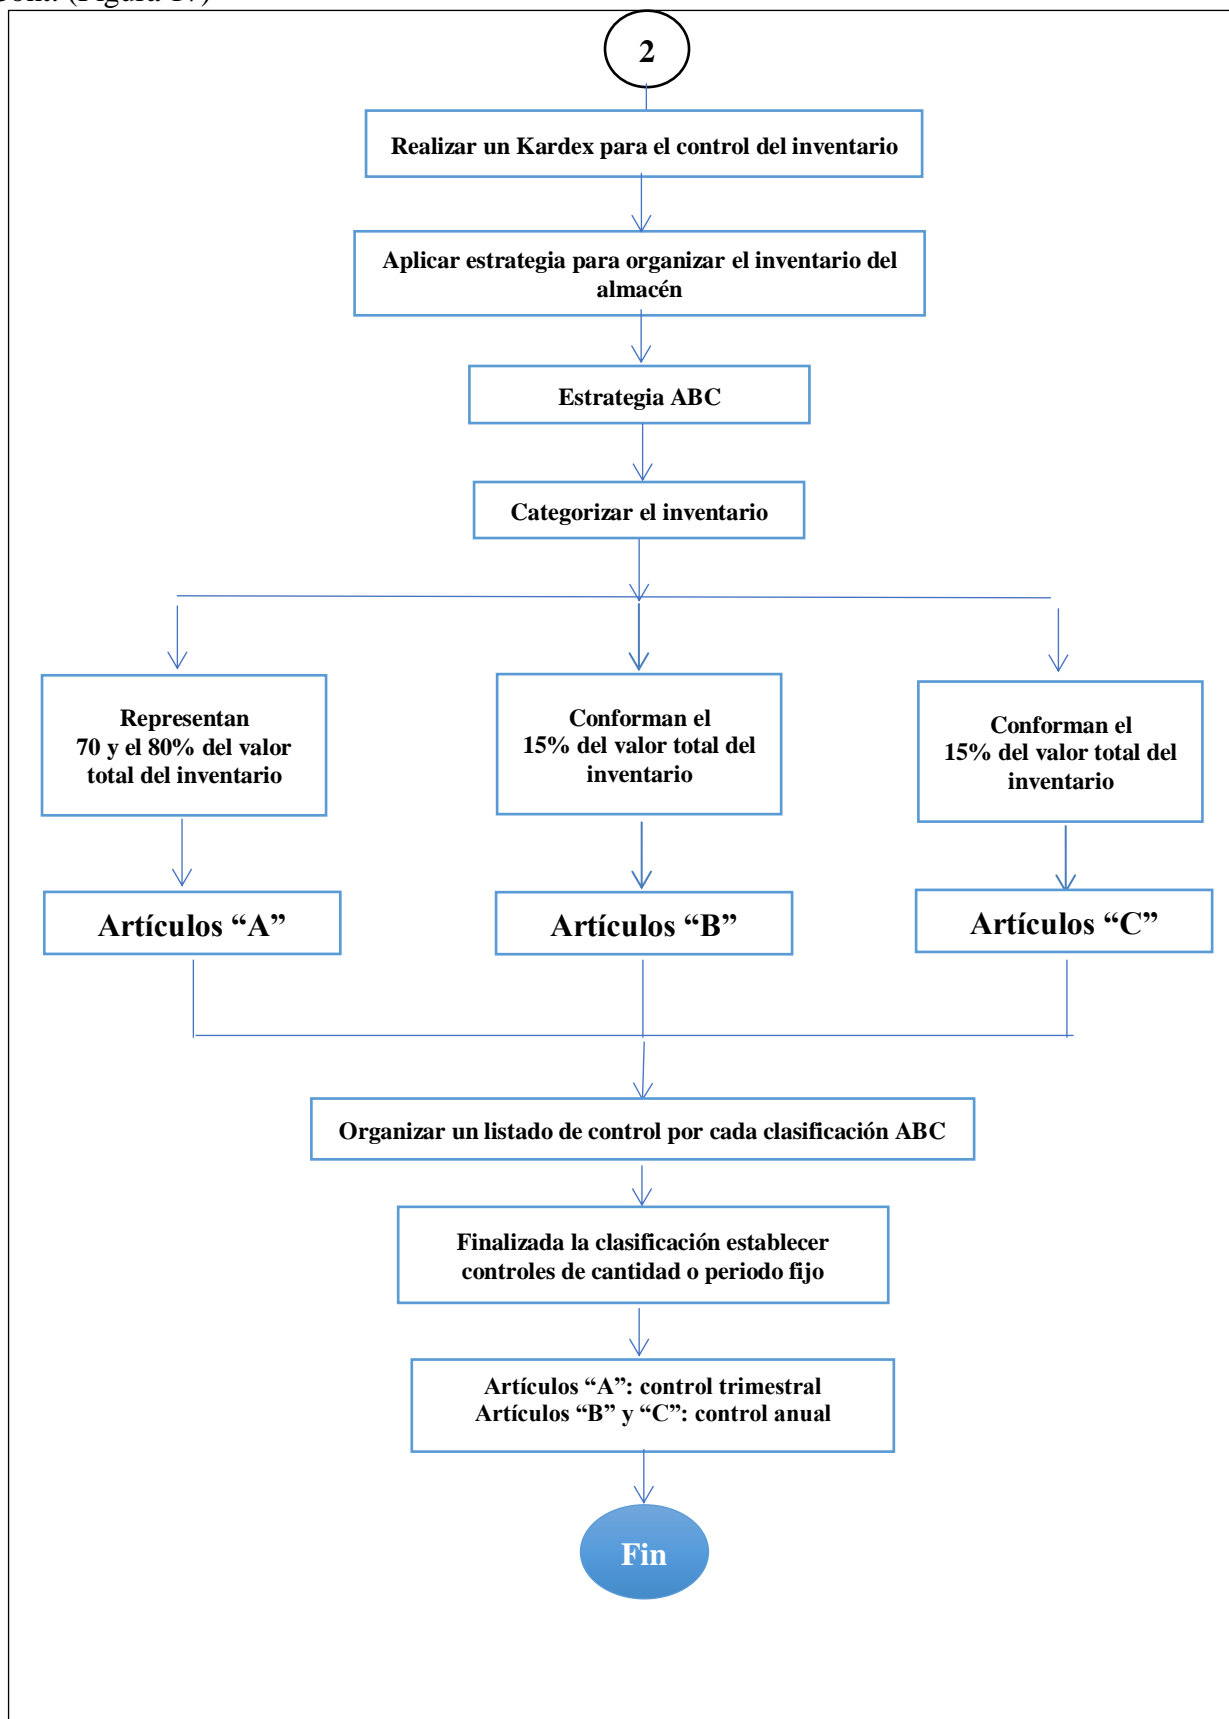 (Figura 17)
2
Realizar un Kardex para el control del inventario
Aplicar estrategia para organizar el inventario del
almacén
Estrategia ABC
Categorizar el inventario
Representan
70 y el 80% del valor
total del inventario
Conforman el
15% del valor total del
inventario
Conforman el
15% del valor total del
inventario
Artículos “A”
Artículos “B”
Artículos “C”
Organizar un listado de control por cada clasificación ABC
Finalizada la clasificación establecer
controles de cantidad o periodo fijo
Artículos “A”: control trimestral
Artículos “B” y “C”: control anual
Fin